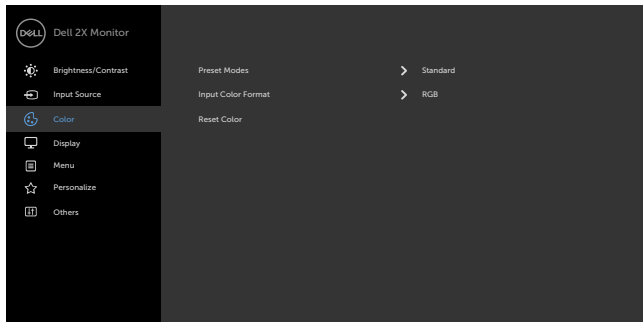 DELL Dell 2X Monitor
Brightness/Contrast Preset Modes Standard
Input Source Input Color Format RGB
Color Reset Color
Display
Menu
Personalize
Others